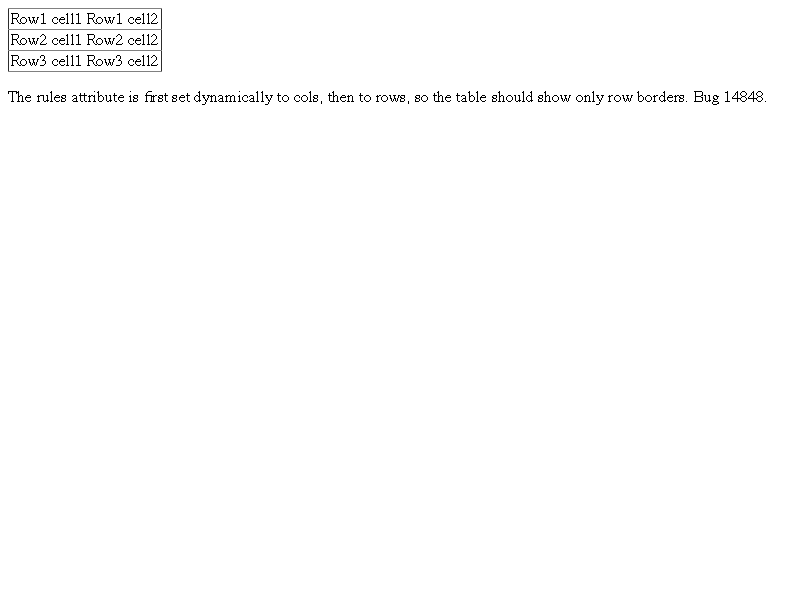 Row1 cell1 Row1 cell2
Row2 cell1 Row2 cell2
Row3 cell1 Row3 cell2
The rules attribute is first set dynamically to cols, then to rows, so the table should show only row borders. Bug 14848.